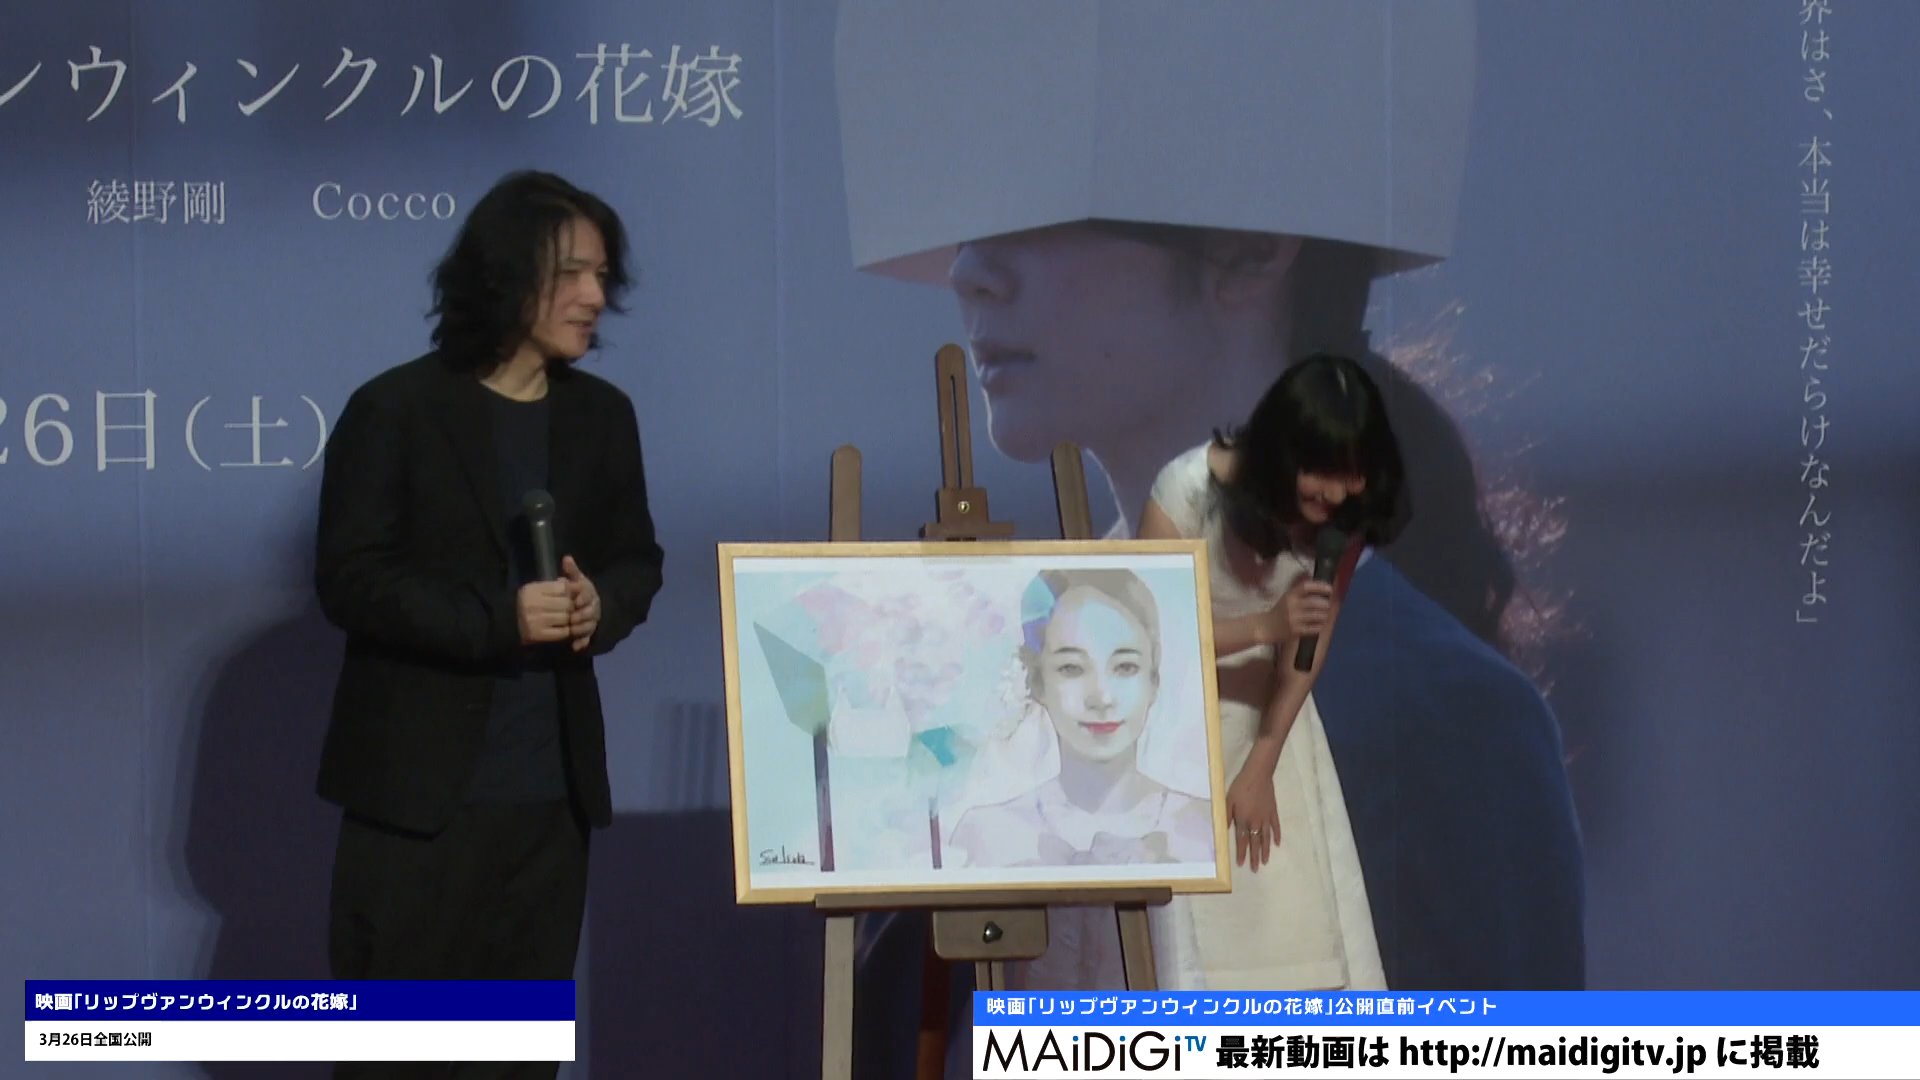 ンウィンクルの花嫁
綾野剛 Cocco
26日(土)
界はさ、本当は幸せだらけなんだよ」
映画「リップヴァンウィンクルの花嫁」
3月26日全国公開
映画「リップヴァンウィンクルの花嫁」公開直前イベント
MAiDiGiTV 最新動画は http://maidigitv.jp に掲載